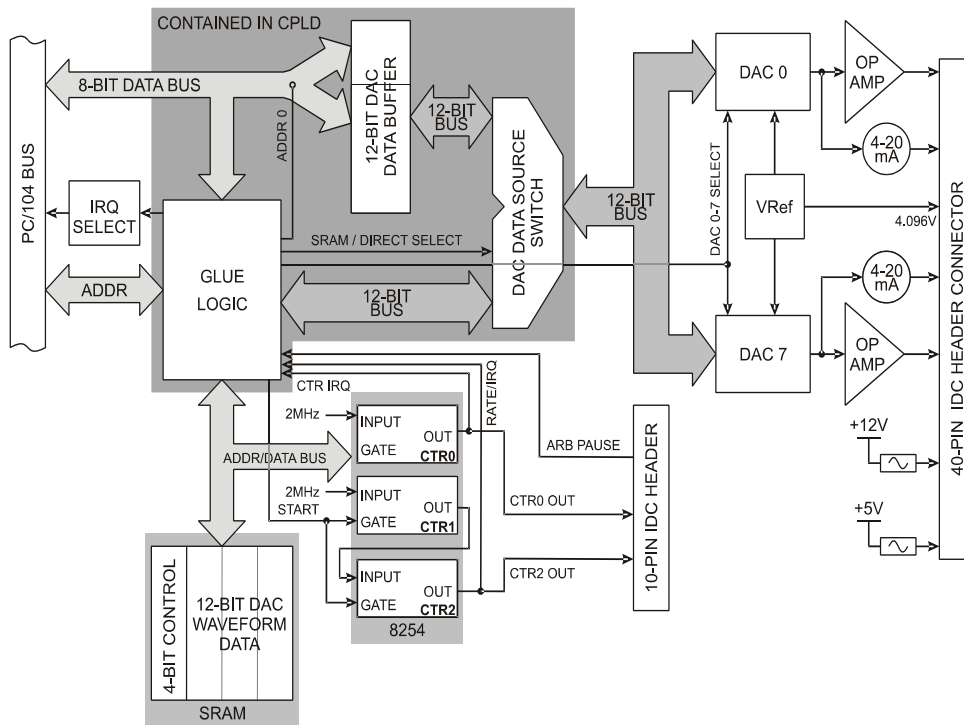 CONTAINED IN CPLD
PC/104 BUS
8-BIT DATA BUS
ADDR 0
12-BIT DAC
DATA BUFFER
12-BIT
BUS
DAC DATA SOURCE
SWITCH
IRQ
SELECT
ADDR
GLUE
LOGIC
SRAM / DIRECT SELECT
12-BIT
BUS
12-BIT
BUS
DAC 0-7 SELECT
DAC 0
OP
AMP
4-20
mA
VRef
4.096V
4-20
mA
DAC 7
OP
AMP
+12V
+5V
40-PIN IDC HEADER CONNECTOR
CTR IRQ
RATE/IRQ
2MHz
INPUT
GATE
OUT
CTR0
ADDR/DATA BUS
2MHz
START
INPUT
GATE
OUT
CTR1
INPUT
GATE
OUT
CTR2
8254
ARB PAUSE
CTR0 OUT
CTR2 OUT
10-PIN IDC HEADER
4-BIT CONTROL
12-BIT DAC
WAVEFORM
DATA
SRAM